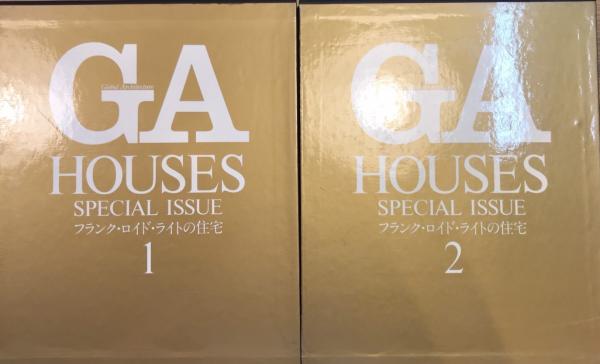 GA
Global Architecture
HOUSES
SPECIAL ISSUE
フランク・ロイド・ライトの住宅
1
GA
HOUSES
SPECIAL ISSUE
フランク・ロイド・ライトの住宅
2